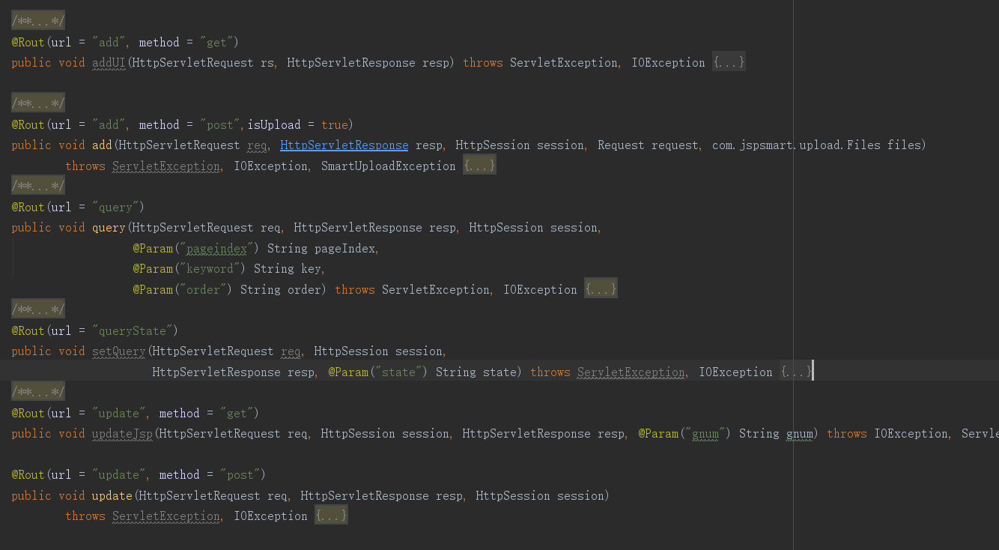 /**...*/
@Rout(url = "add", method = "get")
public void addUI(HttpServletRequest rs, HttpServletResponse resp) throws ServletException, IOException {...}
/**...*/
@Rout(url = "add", method = "post",isUpload = true)
public void add(HttpServletRequest req, HttpServletResponse resp, HttpSession session, Request request, com.jspsmart.upload.Files files)
throws ServletException, IOException, SmartUploadException {...}
/**...*/
@Rout(url = "query")
public void query(HttpServletRequest req, HttpServletResponse resp, HttpSession session,
@Param("pageindex") String pageIndex,
@Param("keyword") String key,
@Param("order") String order) throws ServletException, IOException {...}
/**...*/
@Rout(url = "queryState")
public void setQuery(HttpServletRequest req, HttpSession session,
HttpServletResponse resp, @Param("state") String state) throws ServletException, IOException {...}
/**...*/
@Rout(url = "update", method = "get")
public void updateJsp(HttpServletRequest req, HttpSession session, HttpServletResponse resp, @Param("gnum") String gnum) throws IOException, Servle
@Rout(url = "update", method = "post")
public void update(HttpServletRequest req, HttpServletResponse resp, HttpSession session)
throws ServletException, IOException {...}